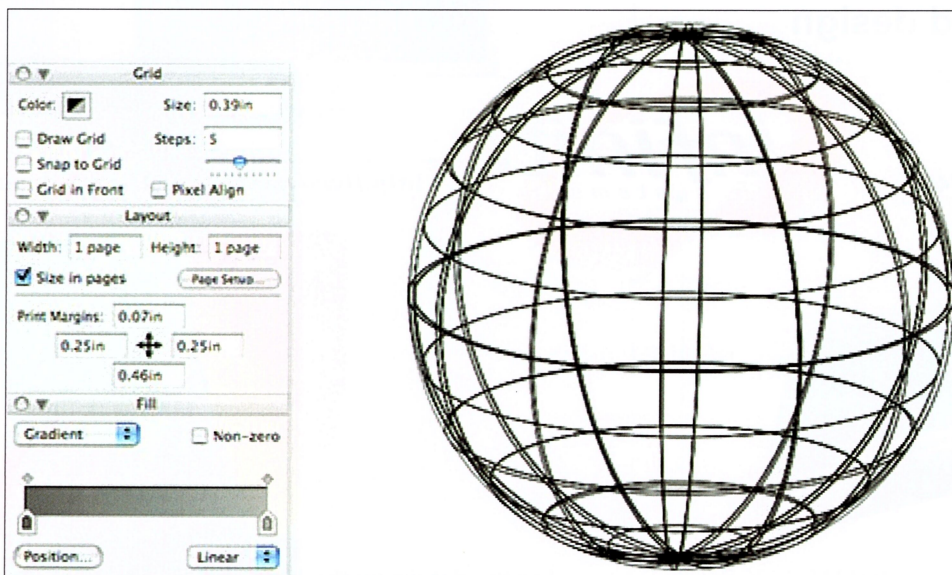 Grid
Color: Size: 0.39in
Draw Grid Steps: 5
Snap to Grid
Grid in Front Pixel Align
Layout
Width: 1 page Height: 1 page
Size in pages Page Setup...
Print Margins: 0.07in
0.25in 0.25in
0.46in
Fill
Gradient Non-zero
Position... Linear